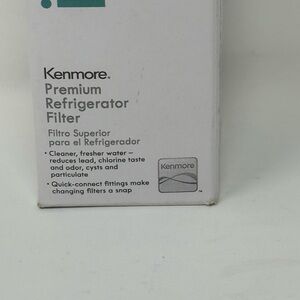 Kenmore.
Premium
Refrigerator
Filter
Filtro Superior
para el Refrigerador
• Cleaner, fresher water –
reduces lead, chlorine taste
and odor, cysts and
particulate
• Quick-connect fittings make
changing filters a snap
Kenmore
™